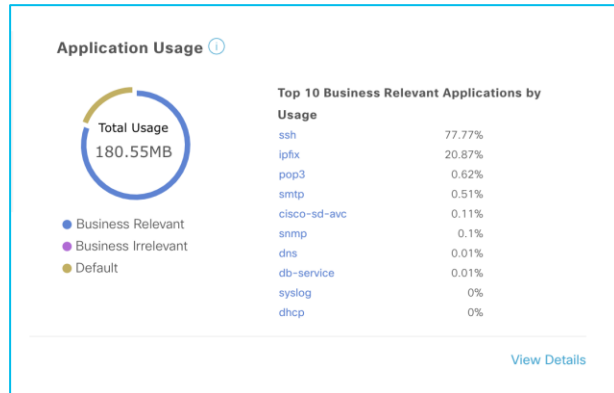 Application Usage
Total Usage
180.55MB
Business Relevant
Business Irrelevant
Default
Top 10 Business Relevant Applications by
Usage
ssh 77.77%
ipfix 20.87%
pop3 0.62%
smtp 0.51%
cisco-sd-avc 0.11%
snmp 0.1%
dns 0.01%
db-service 0.01%
syslog 0%
dhcp 0%
View Details